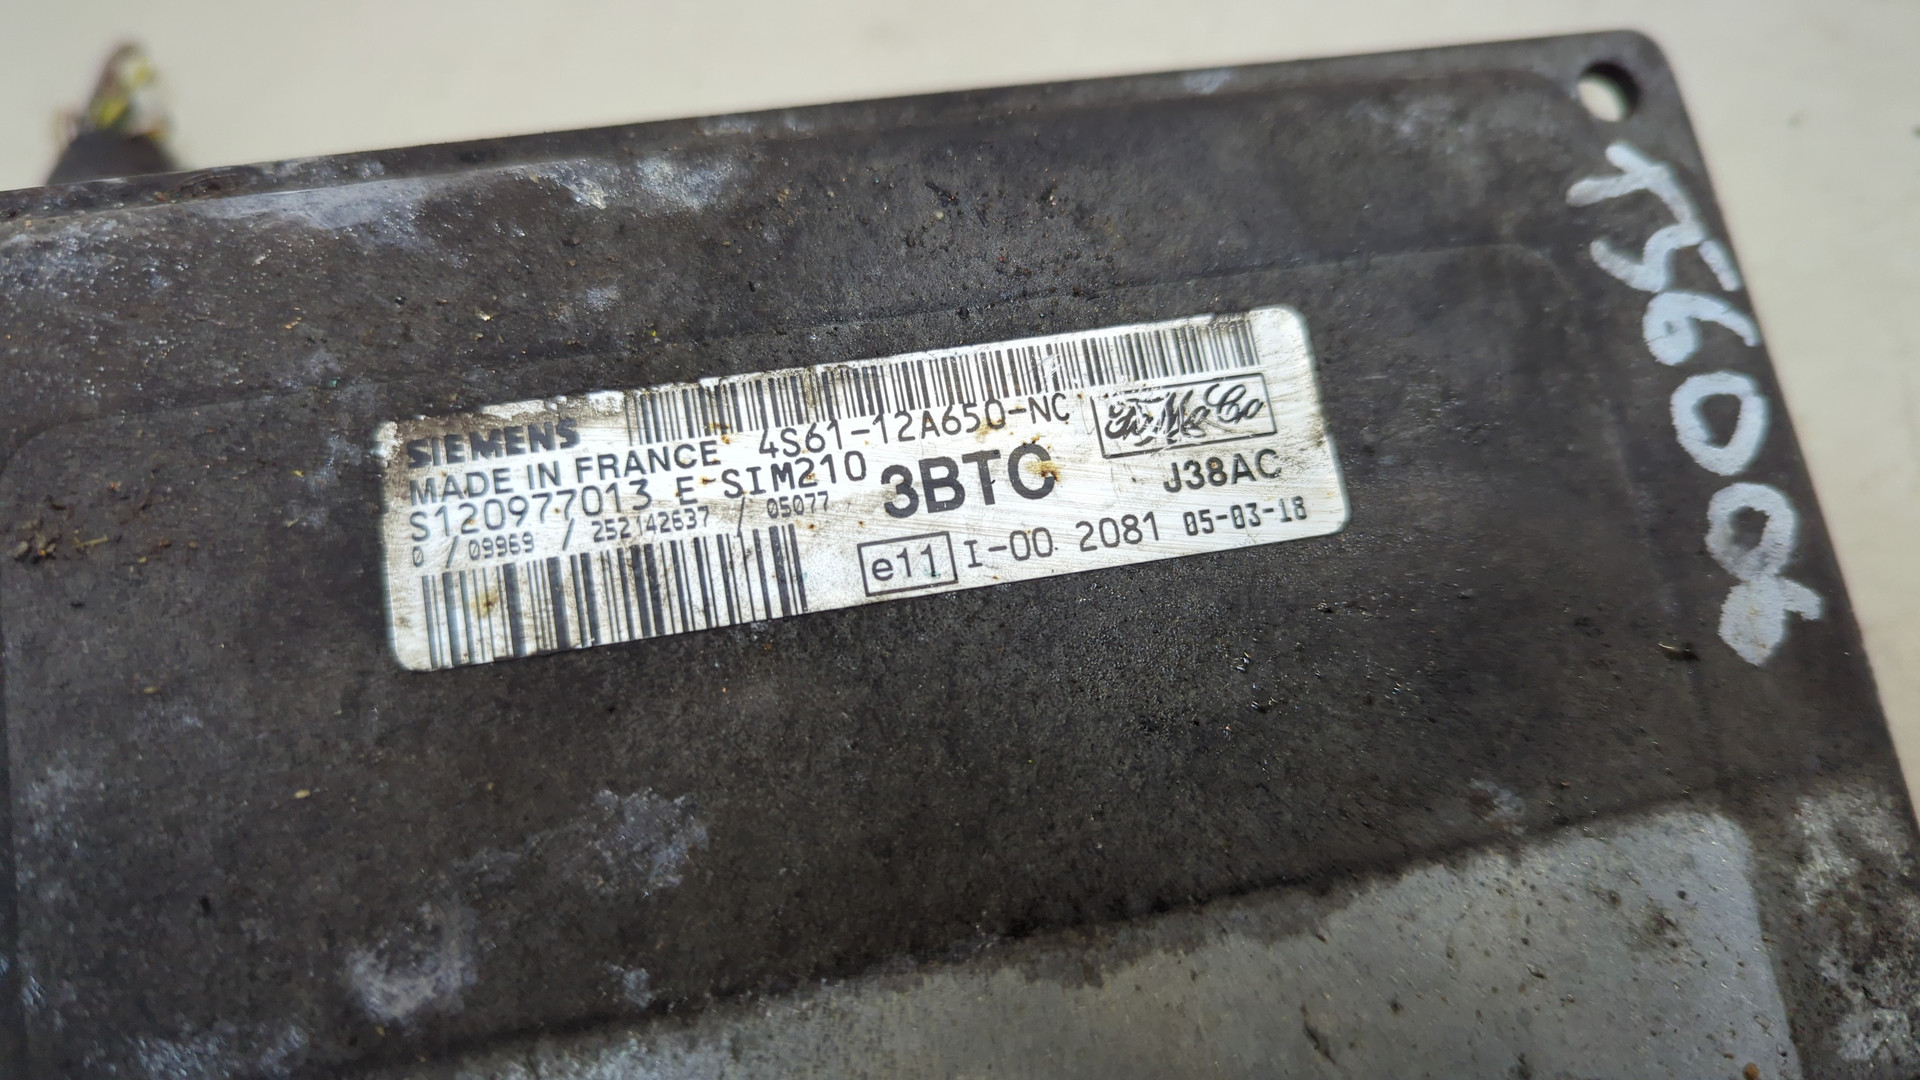 SIEMENS
MADE IN FRANCE 4S61-12A650-NC
FoMoCo
S120977013 E SIM210 3BTC J38AC
0 / 09969 / 252142637 / 05077
e11 I-00 2081 05-03-18